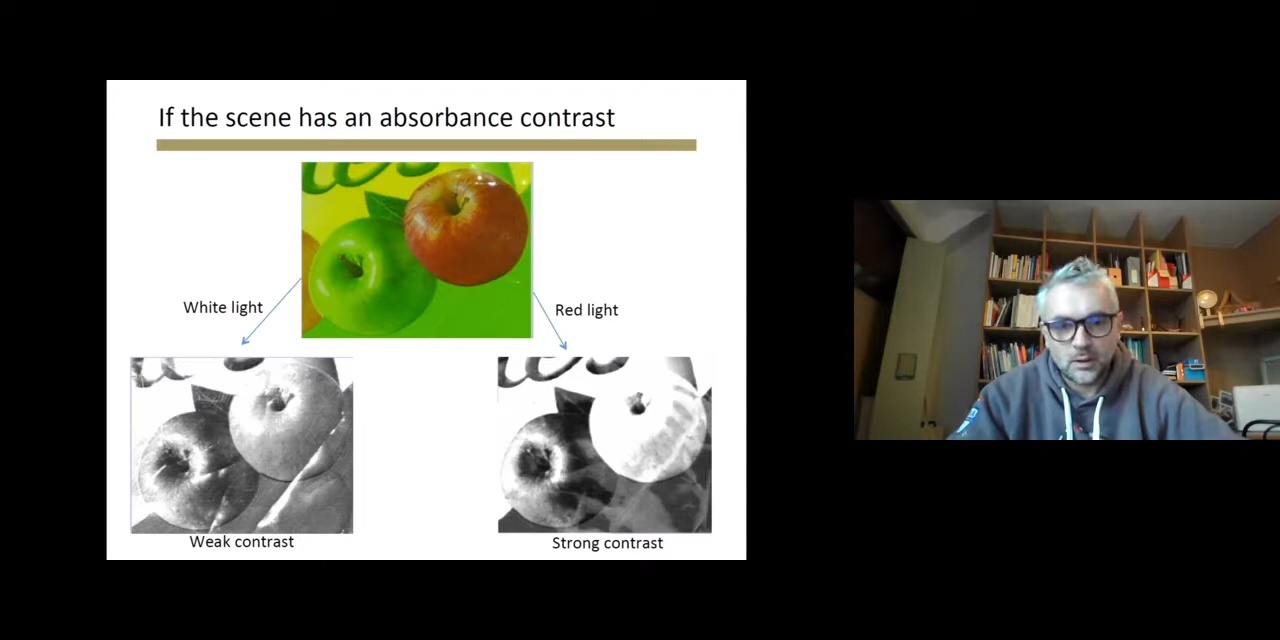 If the scene has an absorbance contrast
White light
Red light
Weak contrast
Strong contrast